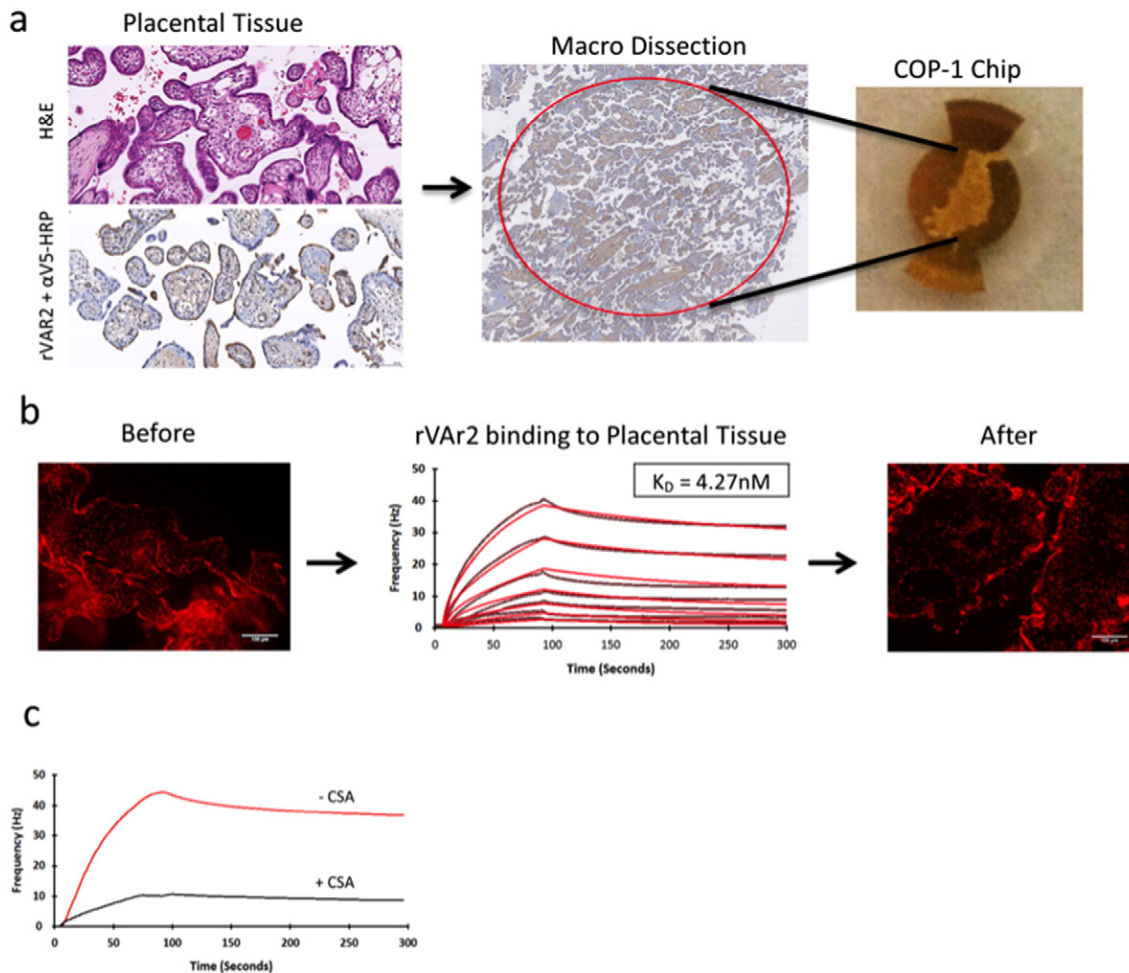 a
Placental Tissue
H&E
rVAR2 + αV5-HRP
Macro Dissection
COP-1 Chip
b
Before
rVAr2 binding to Placental Tissue
After
K_D = 4.27nM
Frequency (Hz)
50
40
30
20
10
0
0 50 100 150 200 250 300
Time (Seconds)
100 µm
c
Frequency (Hz)
50
40
30
20
10
0
- CSA
+ CSA
0 50 100 150 200 250 300
Time (Seconds)